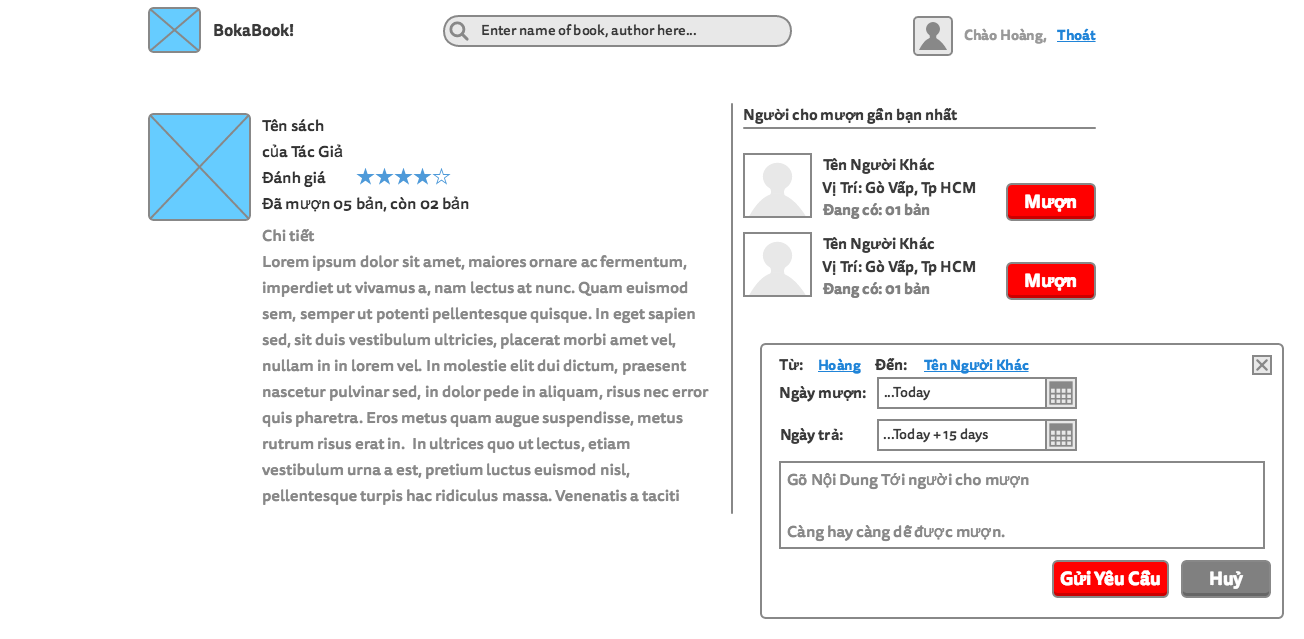 BokaBook!
Enter name of book, author here...
Chào Hoàng, Thoát
Tên sách
của Tác Giả
Đánh giá
Đã mượn 05 bản, còn 02 bản
Chi tiết
Lorem ipsum dolor sit amet, maiores ornare ac fermentum,
imperdiet ut vivamus a, nam lectus at nunc. Quam euismod
sem, semper ut potenti pellentesque quisque. In eget sapien
sed, sit duis vestibulum ultricies, placerat morbi amet vel,
nullam in in lorem vel. In molestie elit dui dictum, praesent
nascetur pulvinar sed, in dolor pede in aliquam, risus nec error
quis pharetra. Eros metus quam augue suspendisse, metus
rutrum risus erat in. In ultrices quo ut lectus, etiam
vestibulum urna a est, pretium luctus euismod nisl,
pellentesque turpis hac ridiculus massa. Venenatis a taciti
Người cho mượn gần bạn nhất
Tên Người Khác
Vị Trí: Gò Vấp, Tp HCM
Đang có: 01 bản
Mượn
Tên Người Khác
Vị Trí: Gò Vấp, Tp HCM
Đang có: 01 bản
Mượn
Từ: Hoàng Đến: Tên Người Khác
Ngày mượn: ...Today
Ngày trả: ...Today + 15 days
Gõ Nội Dung Tới người cho mượn
Càng hay càng dễ được mượn.
Gửi Yêu Cầu Huỷ